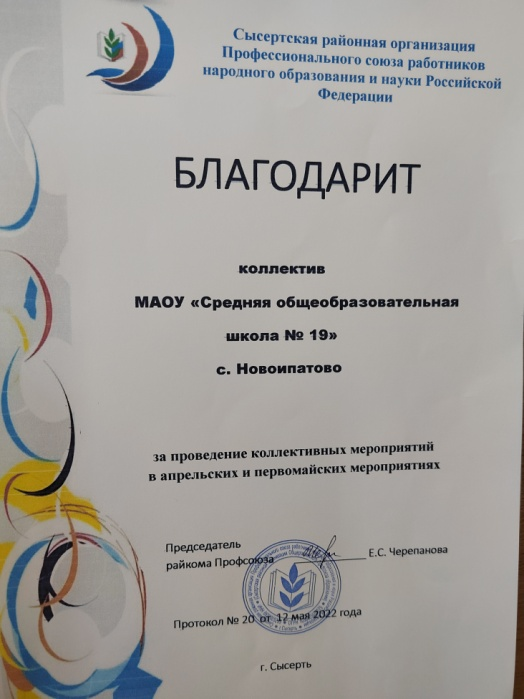 Сысертская районная организация
Профессионального союза работников
народного образования и науки Российской
Федерации
БЛАГОДАРИТ
коллектив
МАОУ «Средняя общеобразовательная
школа № 19»
с. Новоипатово
за проведение коллективных мероприятий
в апрельских и первомайских мероприятиях
Председатель
райкома Профсоюза Е.С. Черепанова
Протокол № 20 от 12 мая 2022 года
г. Сысерть